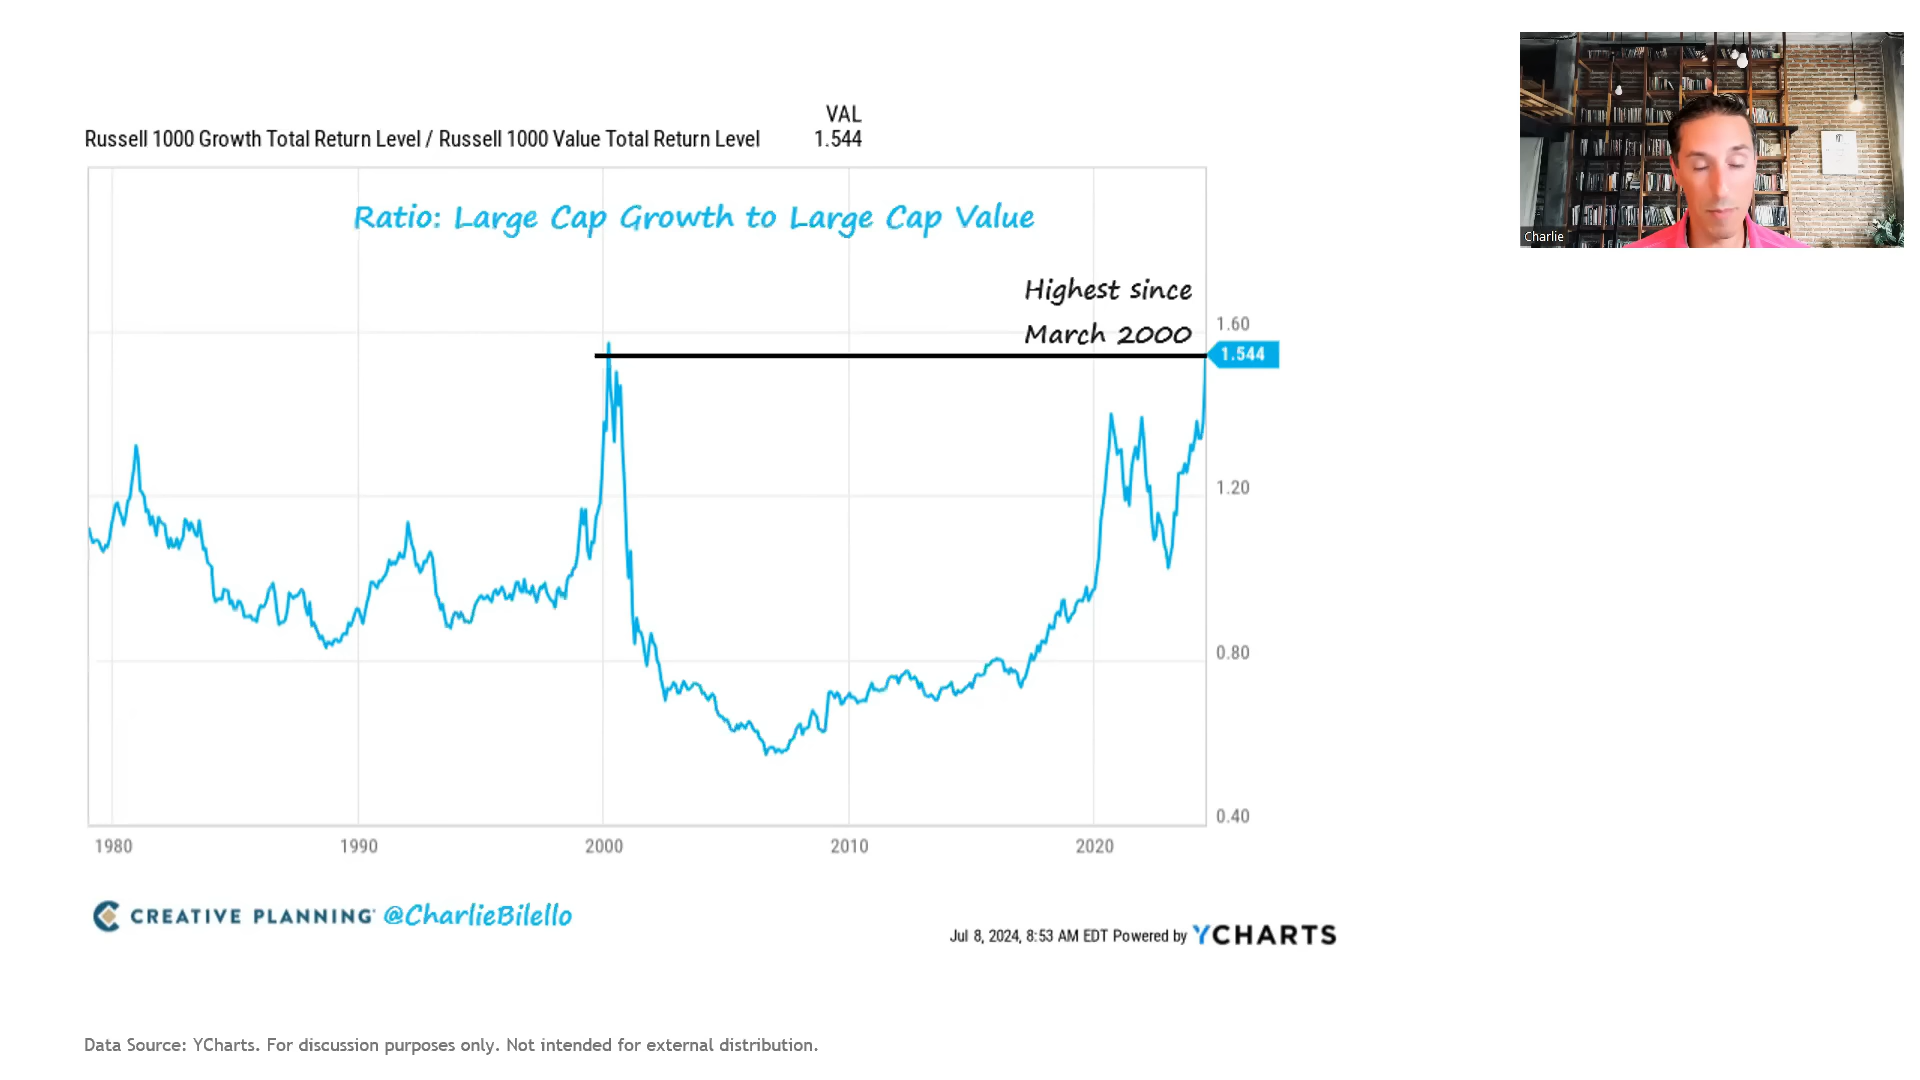 VAL
Russell 1000 Growth Total Return Level / Russell 1000 Value Total Return Level 1.544
Ratio: Large Cap Growth to Large Cap Value
Highest since
March 2000
1.60
1.544
1.20
0.80
0.40
1980 1990 2000 2010 2020
CREATIVE PLANNING @CharlieBilello
Jul 8, 2024, 8:53 AM EDT Powered by YCHARTS
Data Source: YCharts. For discussion purposes only. Not intended for external distribution.
Charlie